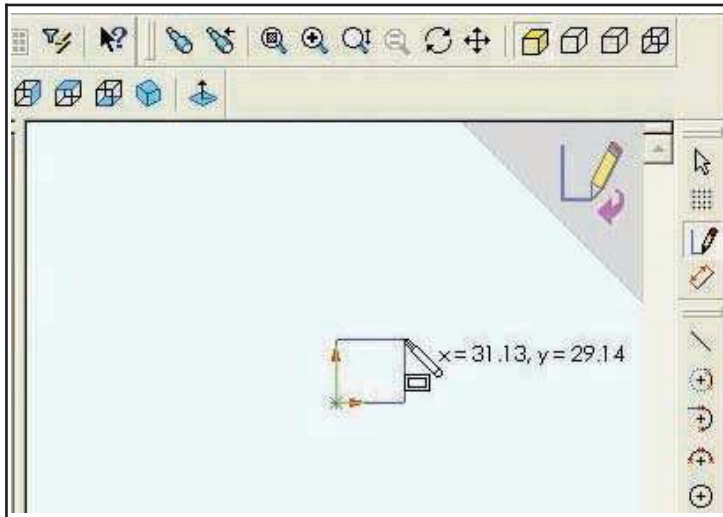 x = 31.13, y = 29.14